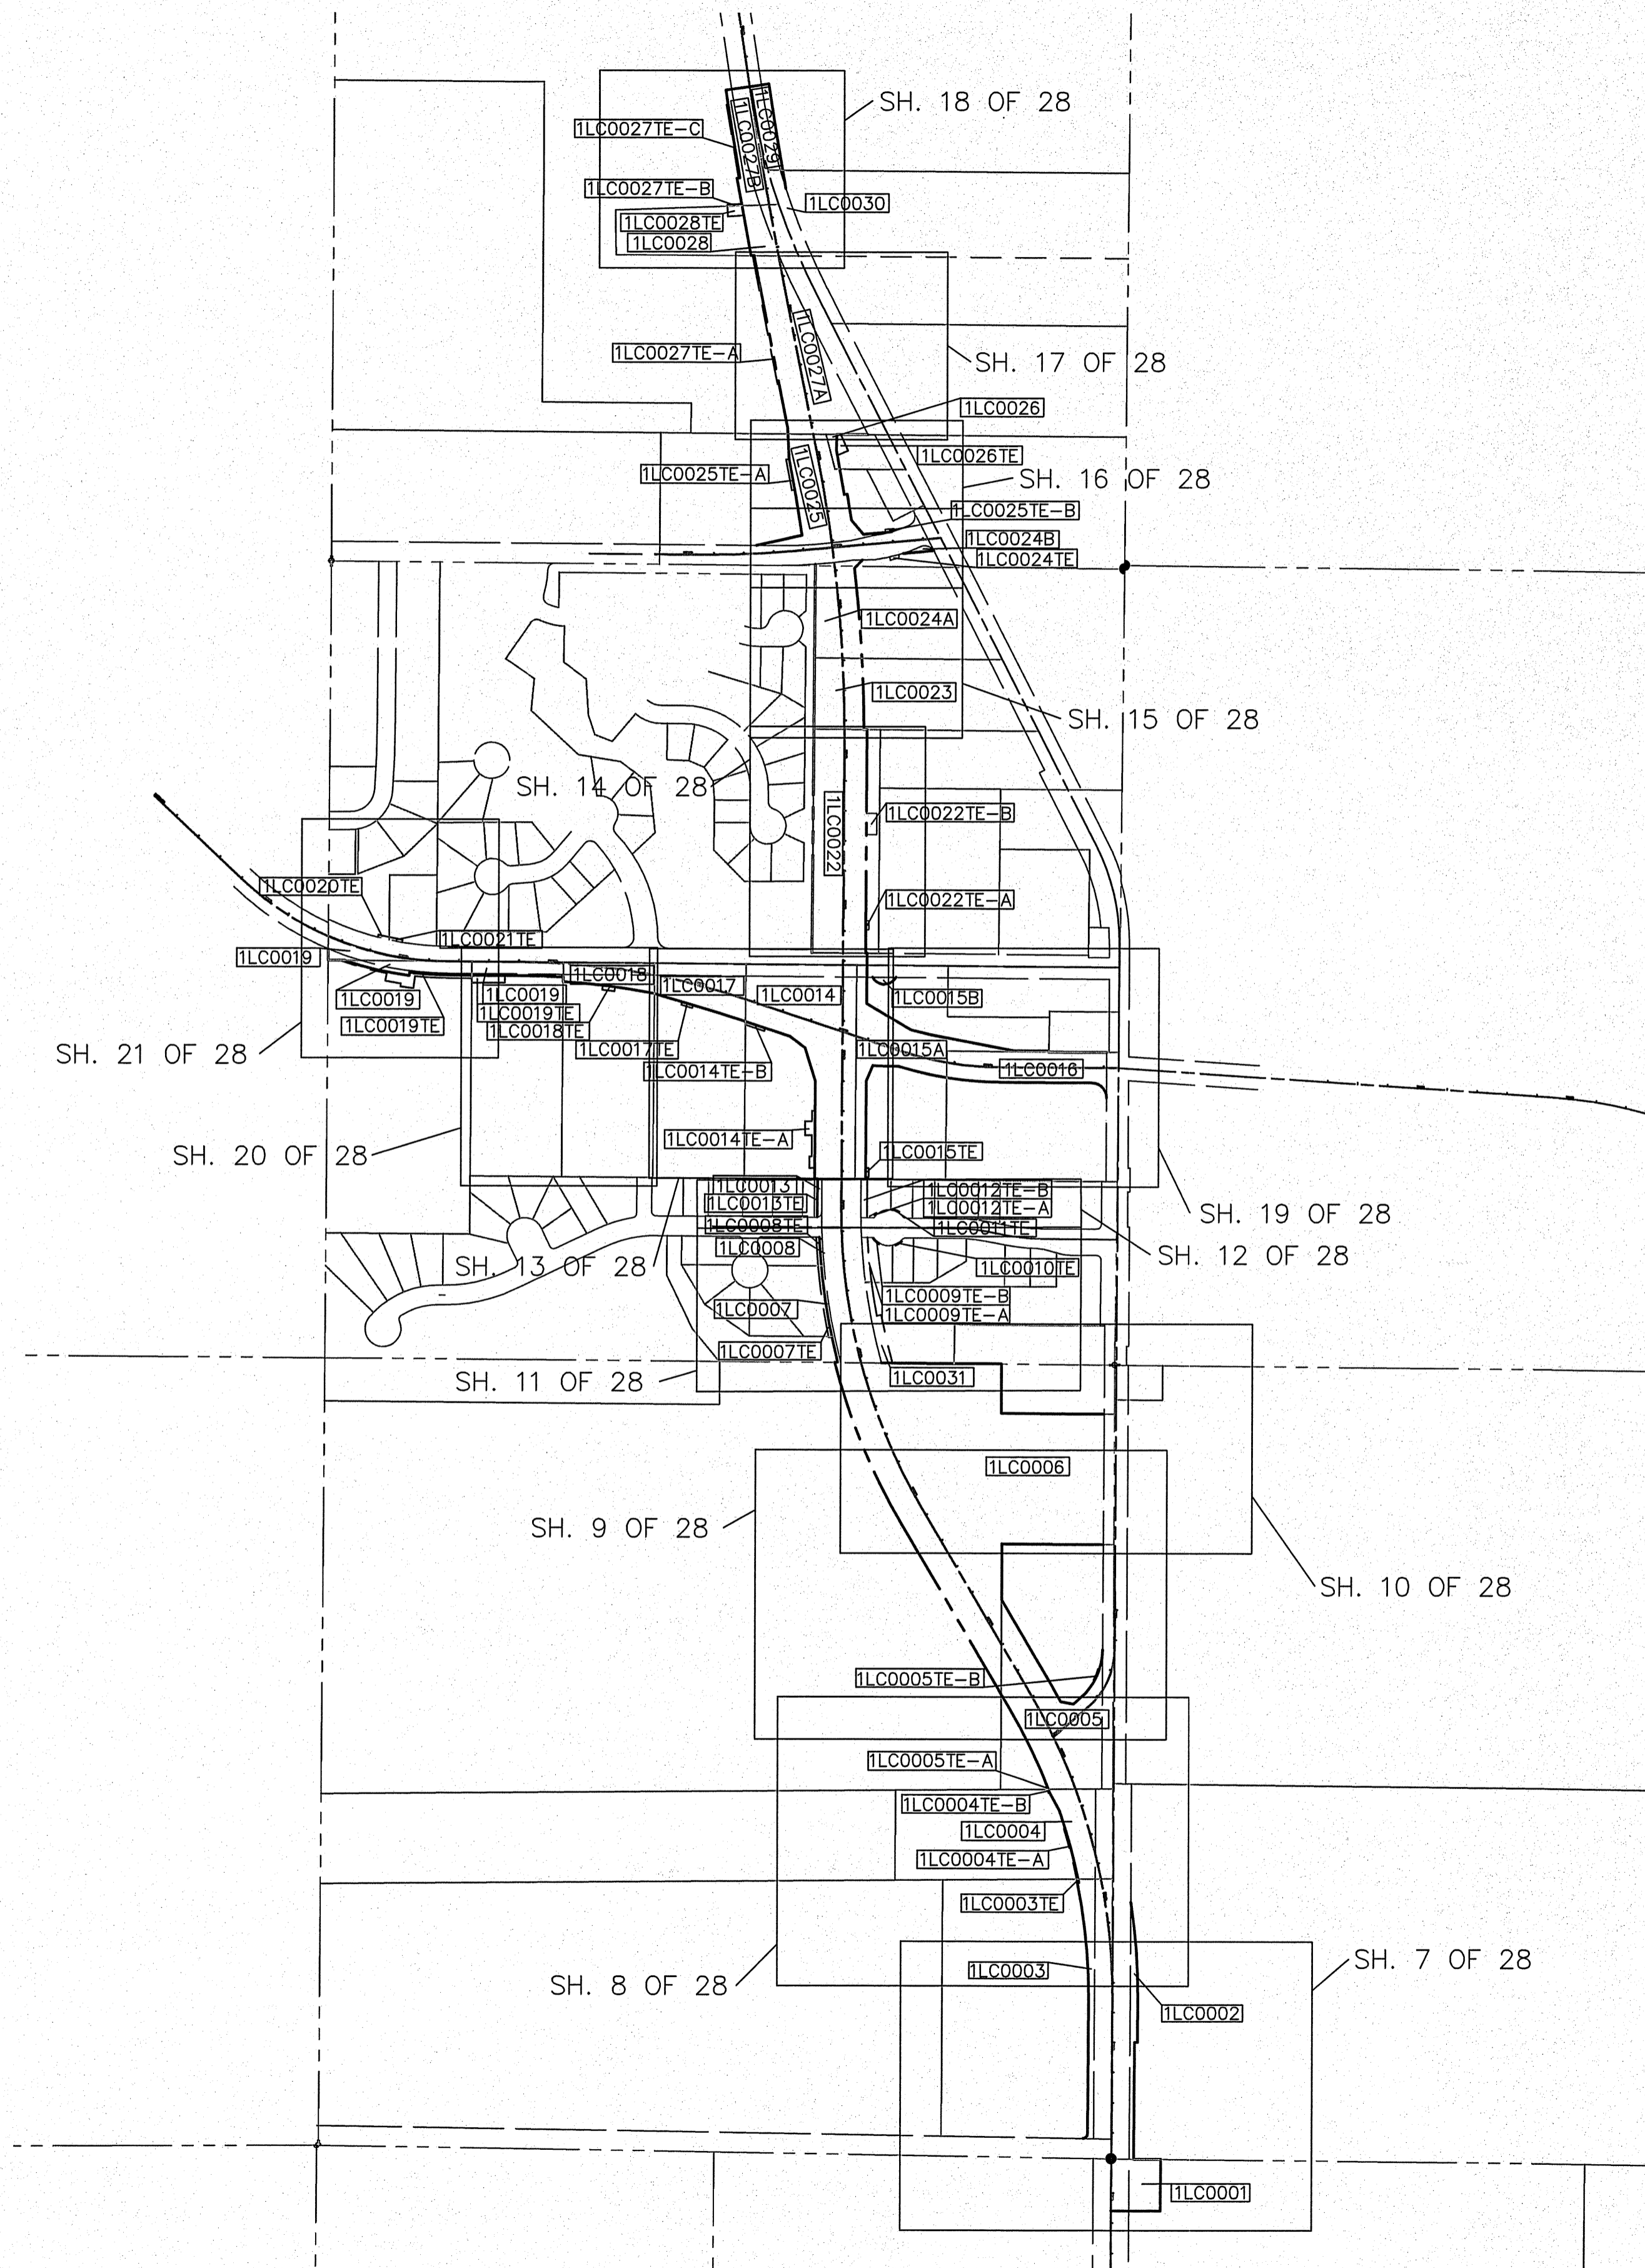 SH. 18 OF 28
1LC0027TE-C
1LC0029
1LC0027B
1LC0027TE-B
1LC0030
1LC0028TE
1LC0028
1LC0027A
1LC0027TE-A
SH. 17 OF 28
1LC0026
1LC0026TE
1LC0025TE-A
1LC0025
SH. 16 OF 28
1LC0025TE-B
1LC0024B
1LC0024TE
1LC0024A
1LC0023
SH. 15 OF 28
SH. 14 OF 28
1LC0022
1LC0022TE-B
1LC0020TE
1LC0022TE-A
1LC0021TE
1LC0019
1LC0018
1LC0017
1LC0014
1LC0015B
1LC0019
1LC0019
1LC0019TE
1LC0019TE
1LC0018TE
1LC0017TE
1LC0015A
SH. 21 OF 28
1LC0014TE-B
1LC0016
1LC0014TE-A
1LC0015TE
SH. 20 OF 28
1LC0013
1LC0012TE-B
1LC0013TE
1LC0012TE-A
SH. 19 OF 28
1LC0008TE
1LC0011TE
1LC0008
SH. 12 OF 28
SH. 13 OF 28
1LC0010TE
1LC0009TE-B
1LC0007
1LC0009TE-A
1LC0007TE
1LC0031
SH. 11 OF 28
1LC0006
SH. 9 OF 28
SH. 10 OF 28
1LC0005TE-B
1LC0005
1LC0005TE-A
1LC0004TE-B
1LC0004
1LC0004TE-A
1LC0003TE
SH. 7 OF 28
1LC0003
SH. 8 OF 28
1LC0002
1LC0001